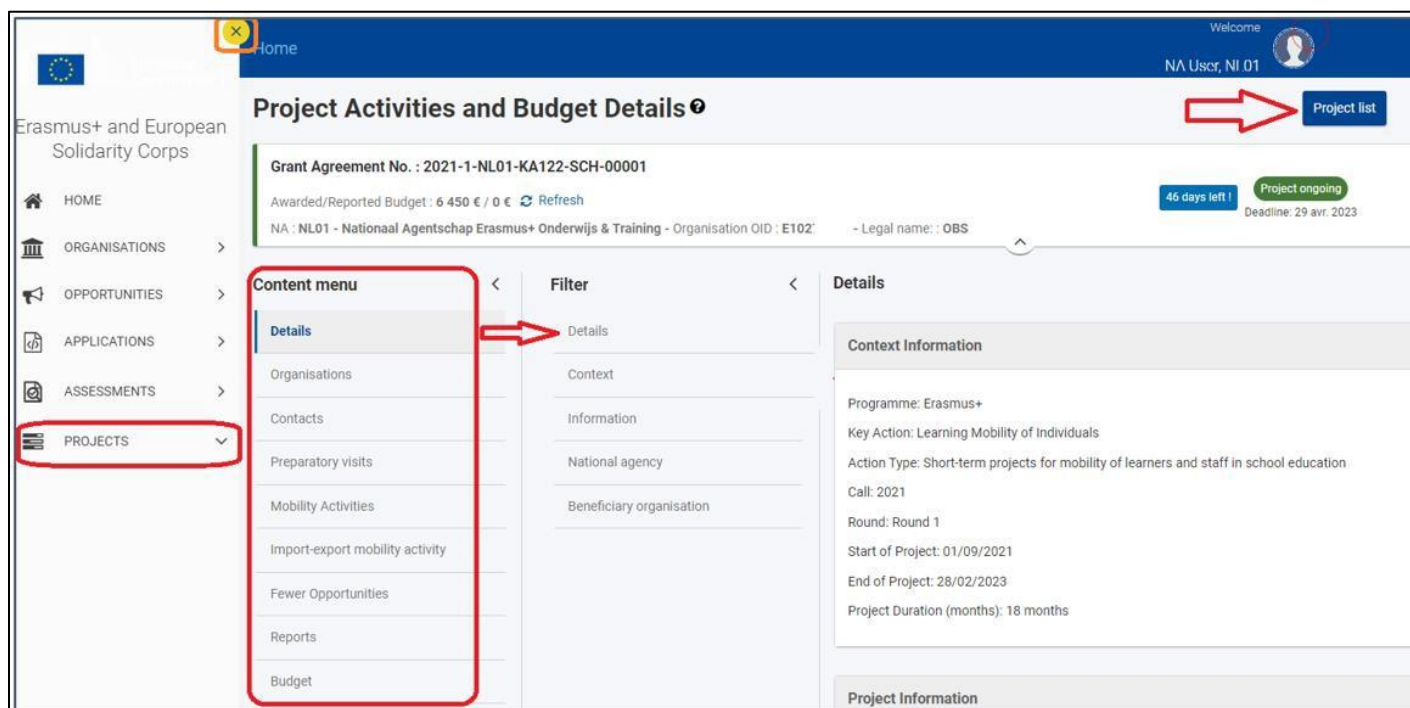 Home
Welcome
NA User, NL01
Erasmus+ and European
Solidarity Corps
HOME
ORGANISATIONS
OPPORTUNITIES
APPLICATIONS
ASSESSMENTS
PROJECTS
Project Activities and Budget Details
Project list
Grant Agreement No. : 2021-1-NL01-KA122-SCH-00001
Awarded/Reported Budget : 6 450 € / 0 € Refresh
NA : NL01 - Nationaal Agentschap Erasmus+ Onderwijs & Training - Organisation OID : E102 - Legal name: : OBS
46 days left !
Project ongoing
Deadline: 29 avr. 2023
Content menu
Details
Organisations
Contacts
Preparatory visits
Mobility Activities
Import-export mobility activity
Fewer Opportunities
Reports
Budget
Filter
Details
Context
Information
National agency
Beneficiary organisation
Details
Context Information
Programme: Erasmus+
Key Action: Learning Mobility of Individuals
Action Type: Short-term projects for mobility of learners and staff in school education
Call: 2021
Round: Round 1
Start of Project: 01/09/2021
End of Project: 28/02/2023
Project Duration (months): 18 months
Project Information